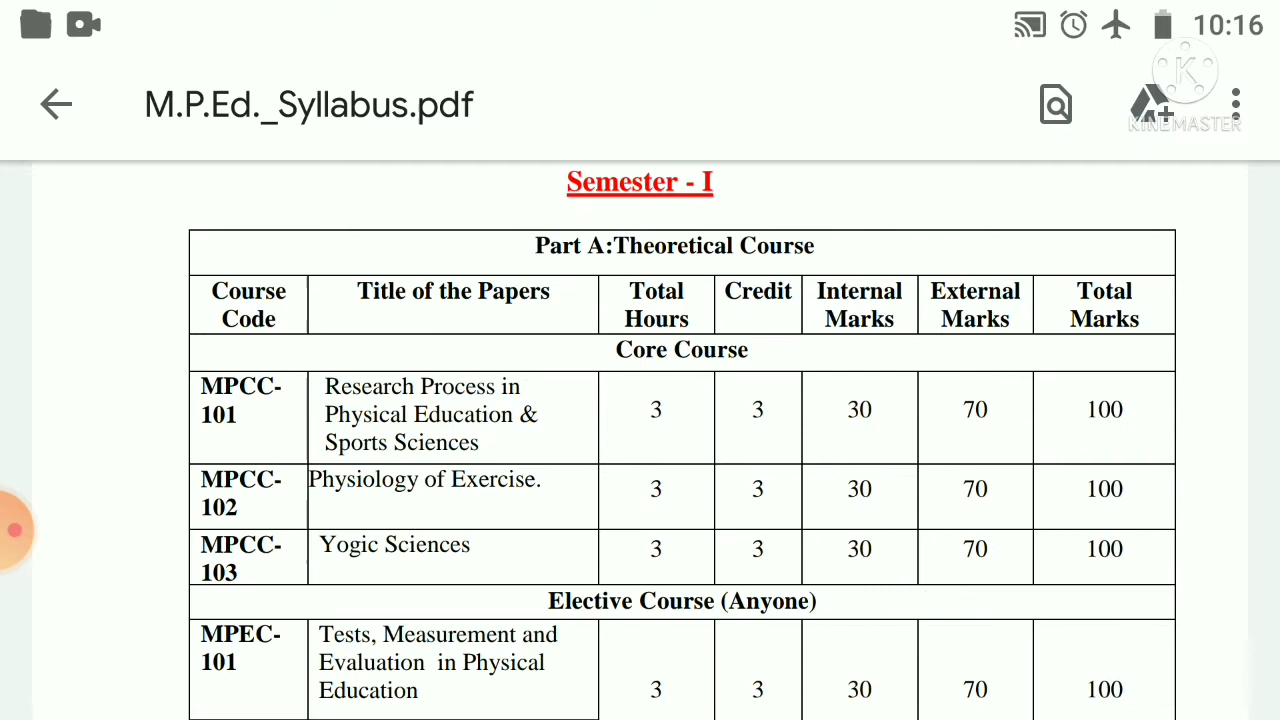 10:16
M.P.Ed._Syllabus.pdf
K
KINEMASTER
Semester - I
Part A:Theoretical Course
Course Code Title of the Papers Total Hours Credit Internal Marks External Marks Total Marks
Core Course
MPCC-101 Research Process in Physical Education & Sports Sciences 3 3 30 70 100
MPCC-102 Physiology of Exercise. 3 3 30 70 100
MPCC-103 Yogic Sciences 3 3 30 70 100
Elective Course (Anyone)
MPEC-101 Tests, Measurement and Evaluation in Physical Education 3 3 30 70 100